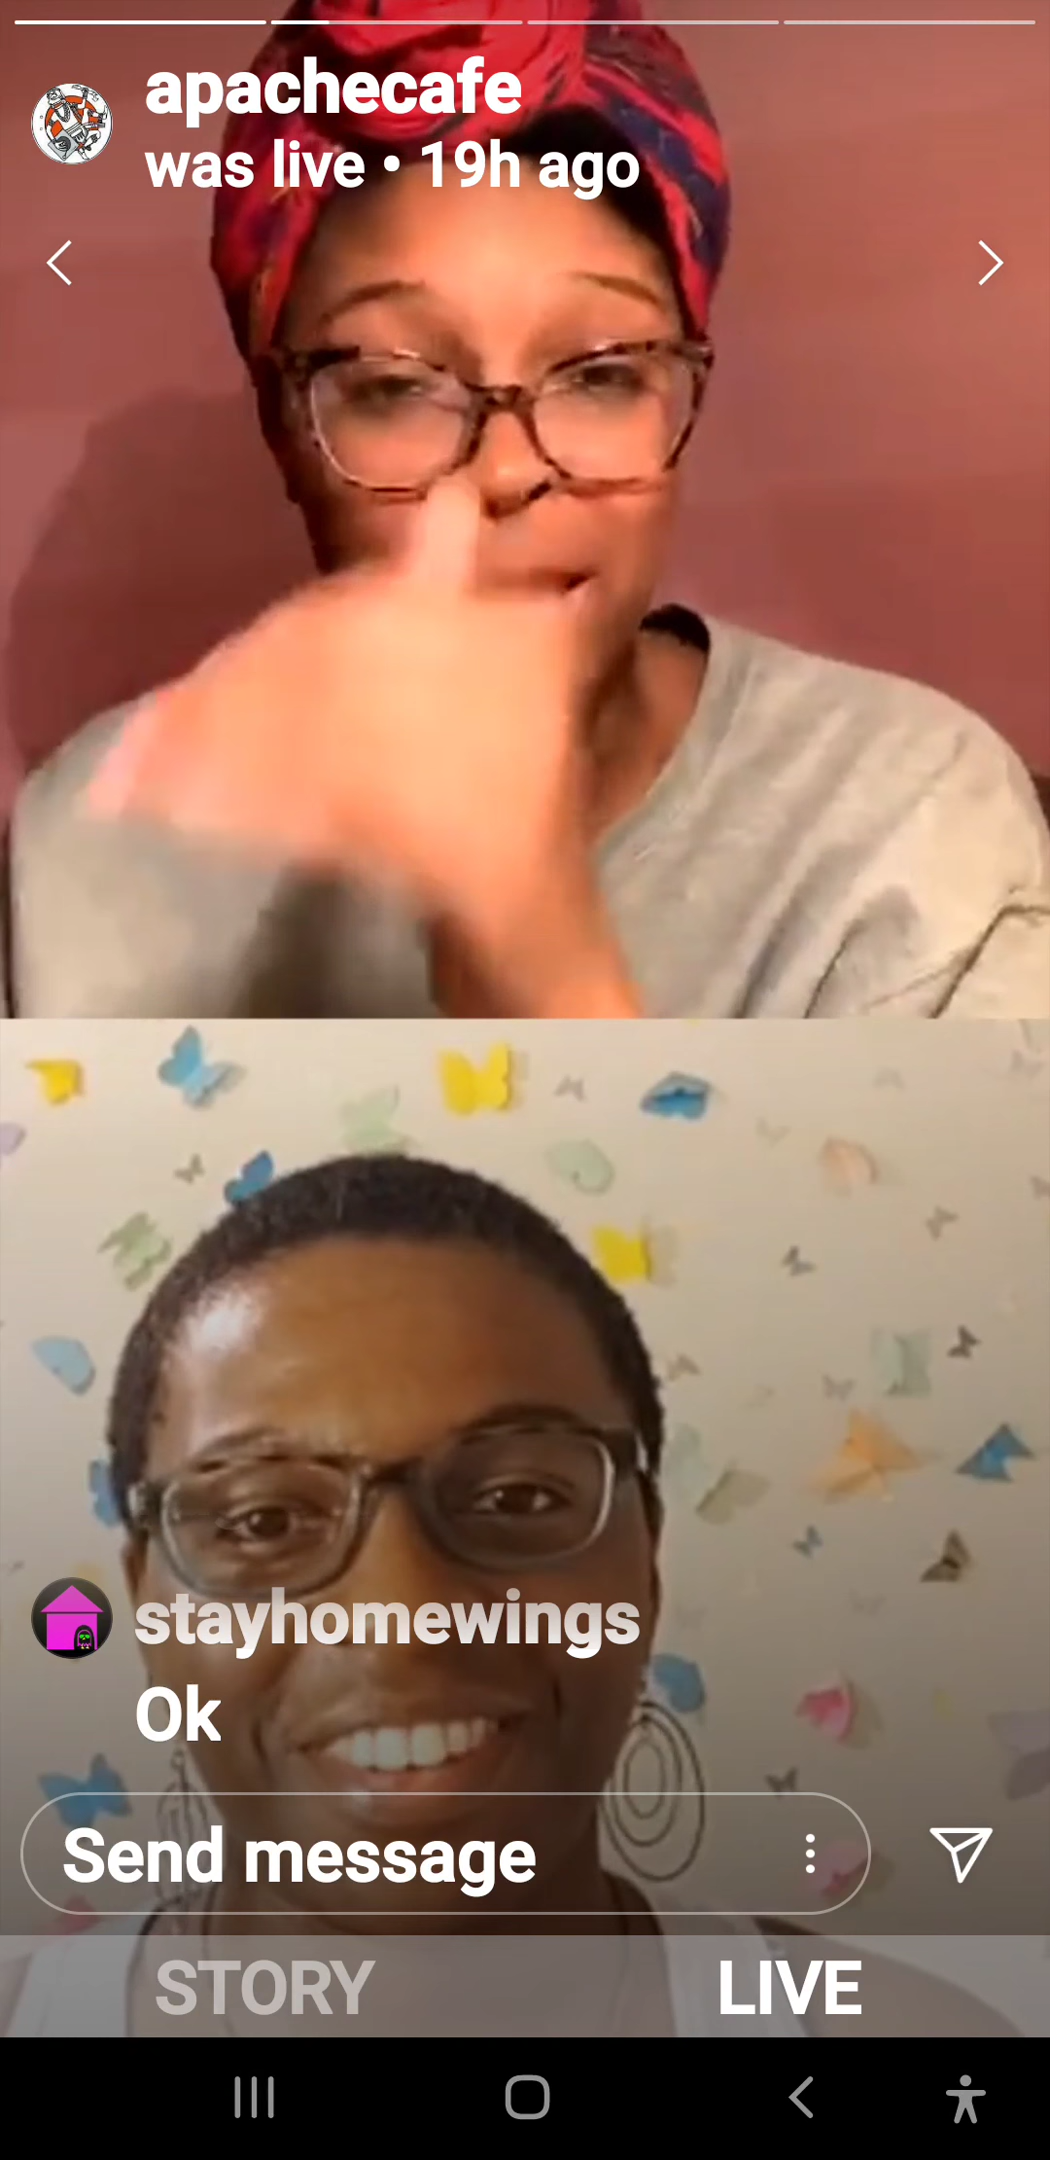 apachecafe
was live • 19h ago
stayhomewings
Ok
Send message
STORY
LIVE